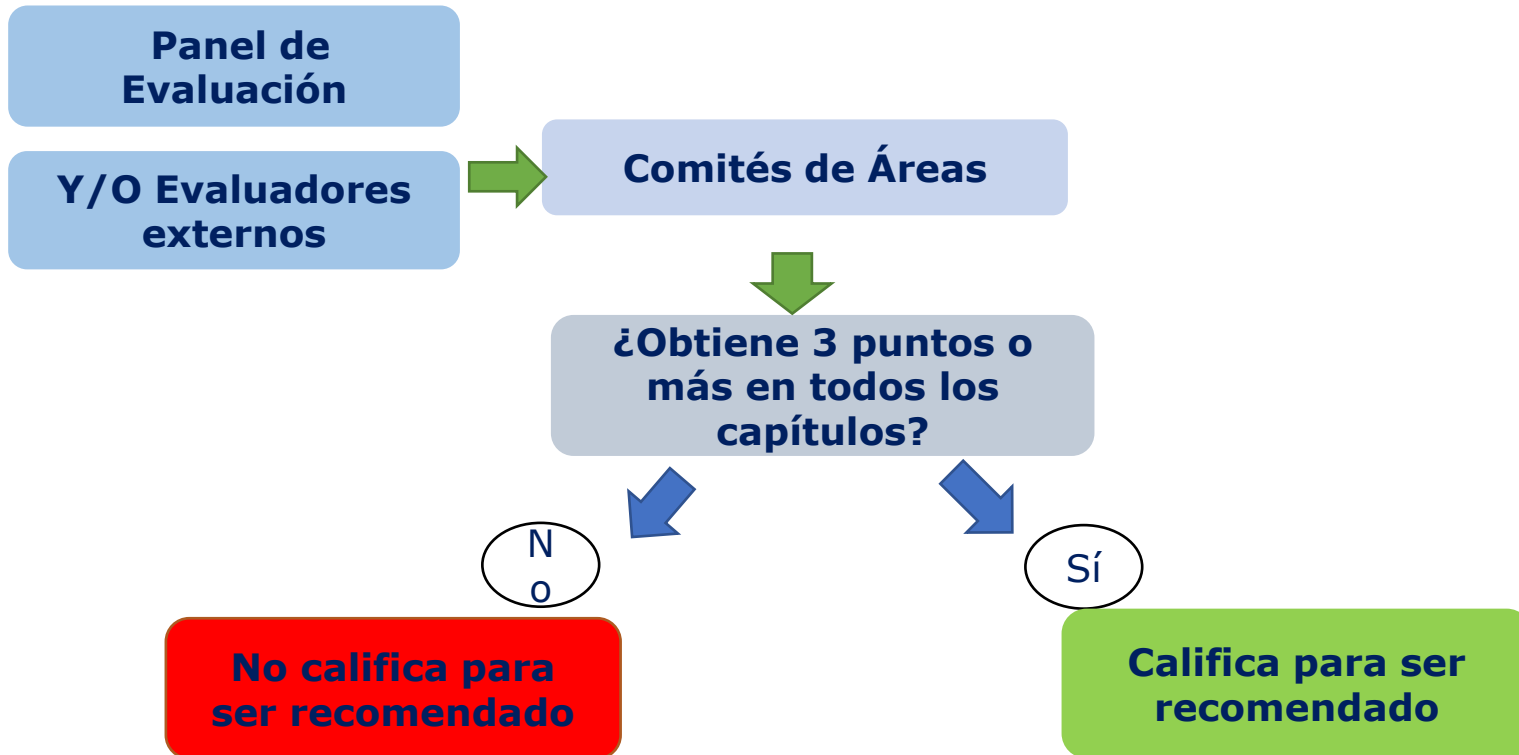 Panel de
Evaluación
Y/O Evaluadores
externos
Comités de Áreas
¿Obtiene 3 puntos o
más en todos los
capítulos?
N
o
Sí
No califica para
ser recomendado
Califica para ser
recomendado